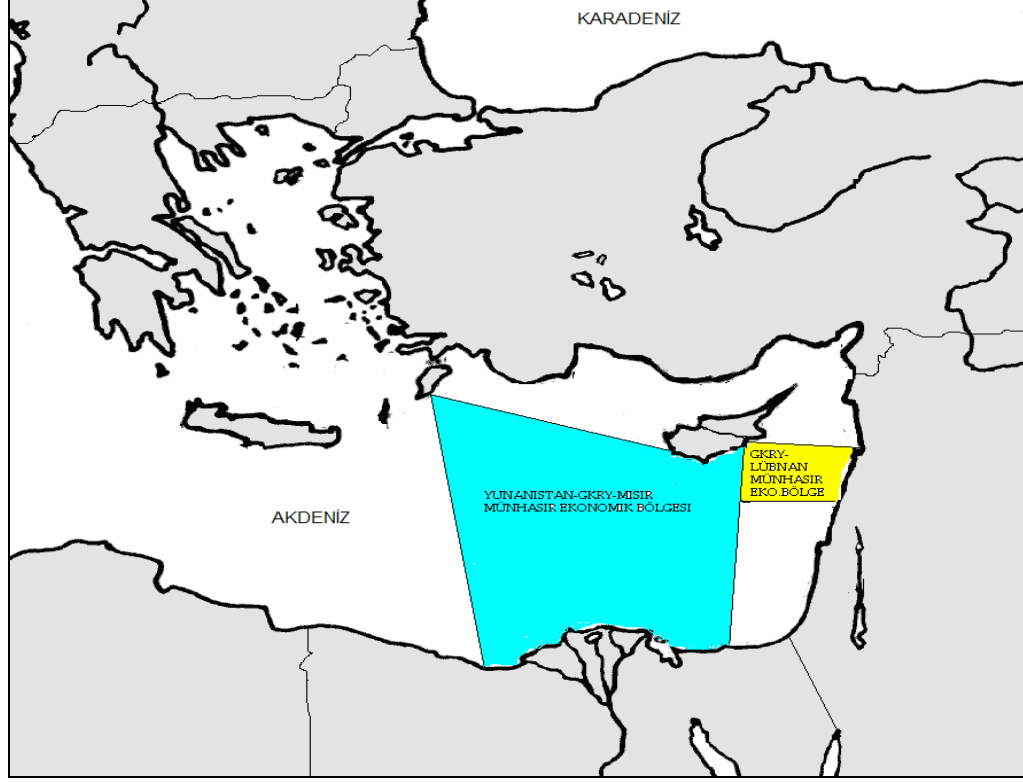 KARADENİZ
GKRY-
LÜBNAN
MÜNHASIR
EKO.BÖLGE
YUNANISTAN-GKRY-MISIR
MÜNHASIR EKONOMIK BÖLGESI
AKDENİZ